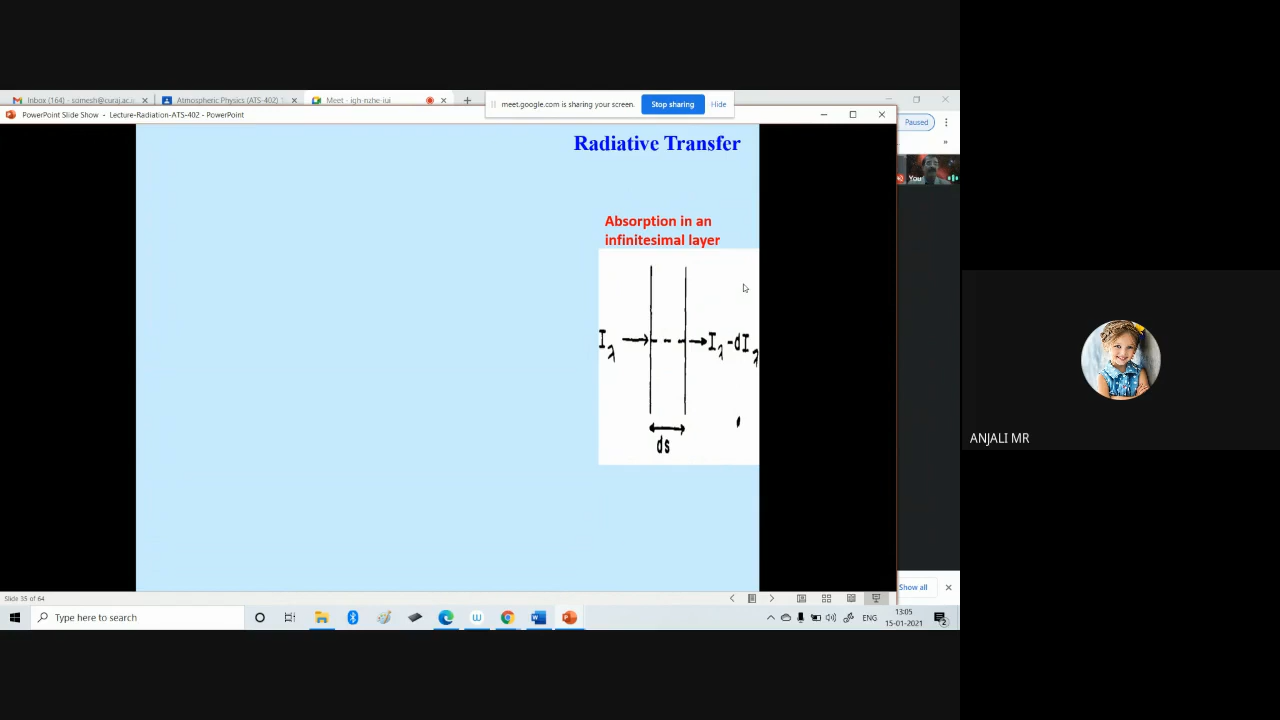 Inbox (164) - somesh@curaj.ac.i
Atmospheric Physics (ATS-402)
Meet - igh-nzhe-iui
meet.google.com is sharing your screen.
Stop sharing
Hide
PowerPoint Slide Show - Lecture-Radiation-ATS-402 - PowerPoint
Paused
You
Radiative Transfer
Absorption in an
infinitesimal layer
Iλ
Iλ-dIλ
ds
ANJALI MR
Show all
Slide 35 of 64
Type here to search
ENG
13:05
15-01-2021
2